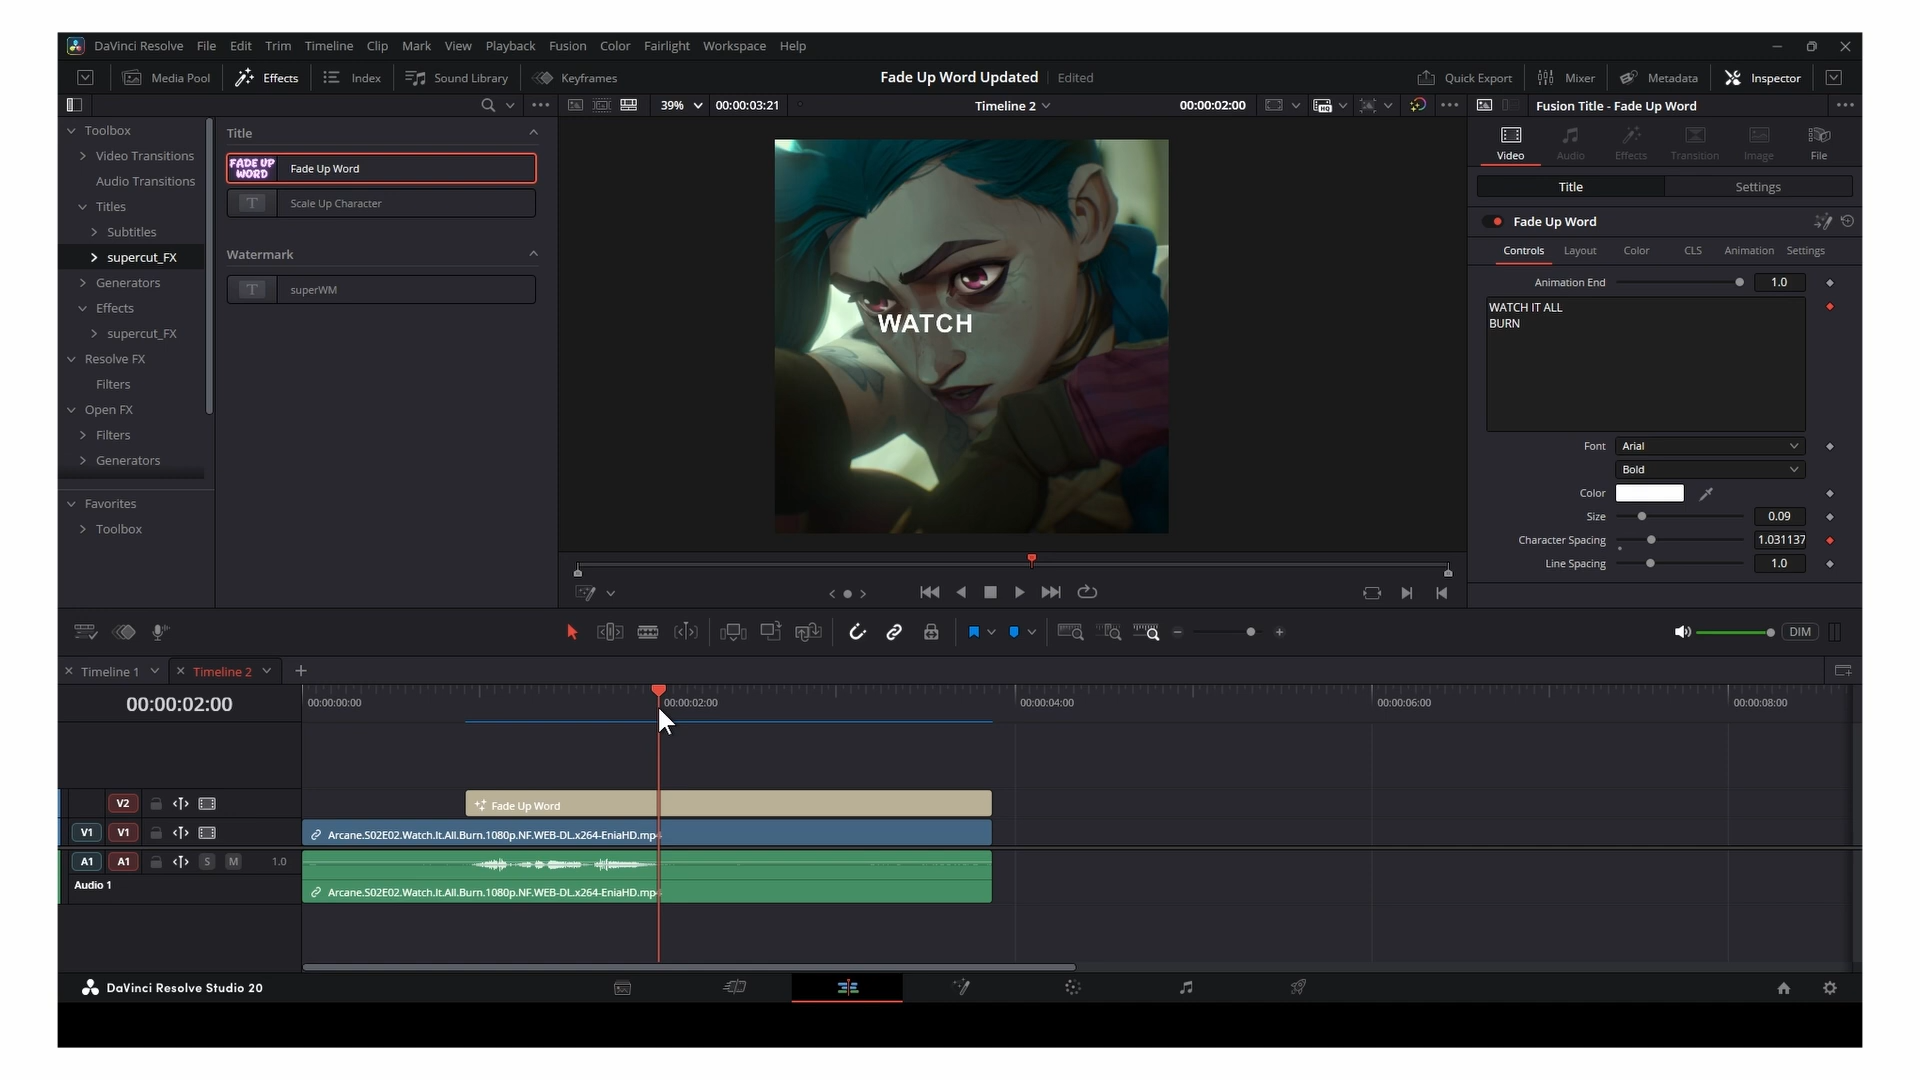 DaVinci Resolve File Edit Trim Timeline Clip Mark View Playback Fusion Color Fairlight Workspace Help
Media Pool Effects Index Sound Library Keyframes Fade Up Word Updated Edited Quick Export Mixer Metadata Inspector
39% 00:00:03:21 Timeline 2 00:00:02:00 Fusion Title - Fade Up Word
Toolbox
Video Transitions
Audio Transitions
Titles
Subtitles
supercut_FX
Generators
Effects
supercut_FX
Resolve FX
Filters
Open FX
Filters
Generators
Favorites
Toolbox
Title
FADE UP
WORD
Fade Up Word
T Scale Up Character
Watermark
T superWM
WATCH
Video Audio Effects Transition Image File
Title Settings
Fade Up Word
Controls Layout Color CLS Animation Settings
Animation End 1.0
WATCH IT ALL
BURN
Font Arial
Bold
Color
Size 0.09
Character Spacing 1.031137
Line Spacing 1.0
DIM
Timeline 1 Timeline 2
00:00:02:00 00:00:00:00 00:00:02:00 00:00:04:00 00:00:06:00 00:00:08:00
V2 Fade Up Word
V1 V1 Arcane.S02E02.Watch.It.All.Burn.1080p.NF.WEB-DL.x264-EniaHD.mp4
A1 A1 S M 1.0
Audio 1 Arcane.S02E02.Watch.It.All.Burn.1080p.NF.WEB-DL.x264-EniaHD.mp4
DaVinci Resolve Studio 20